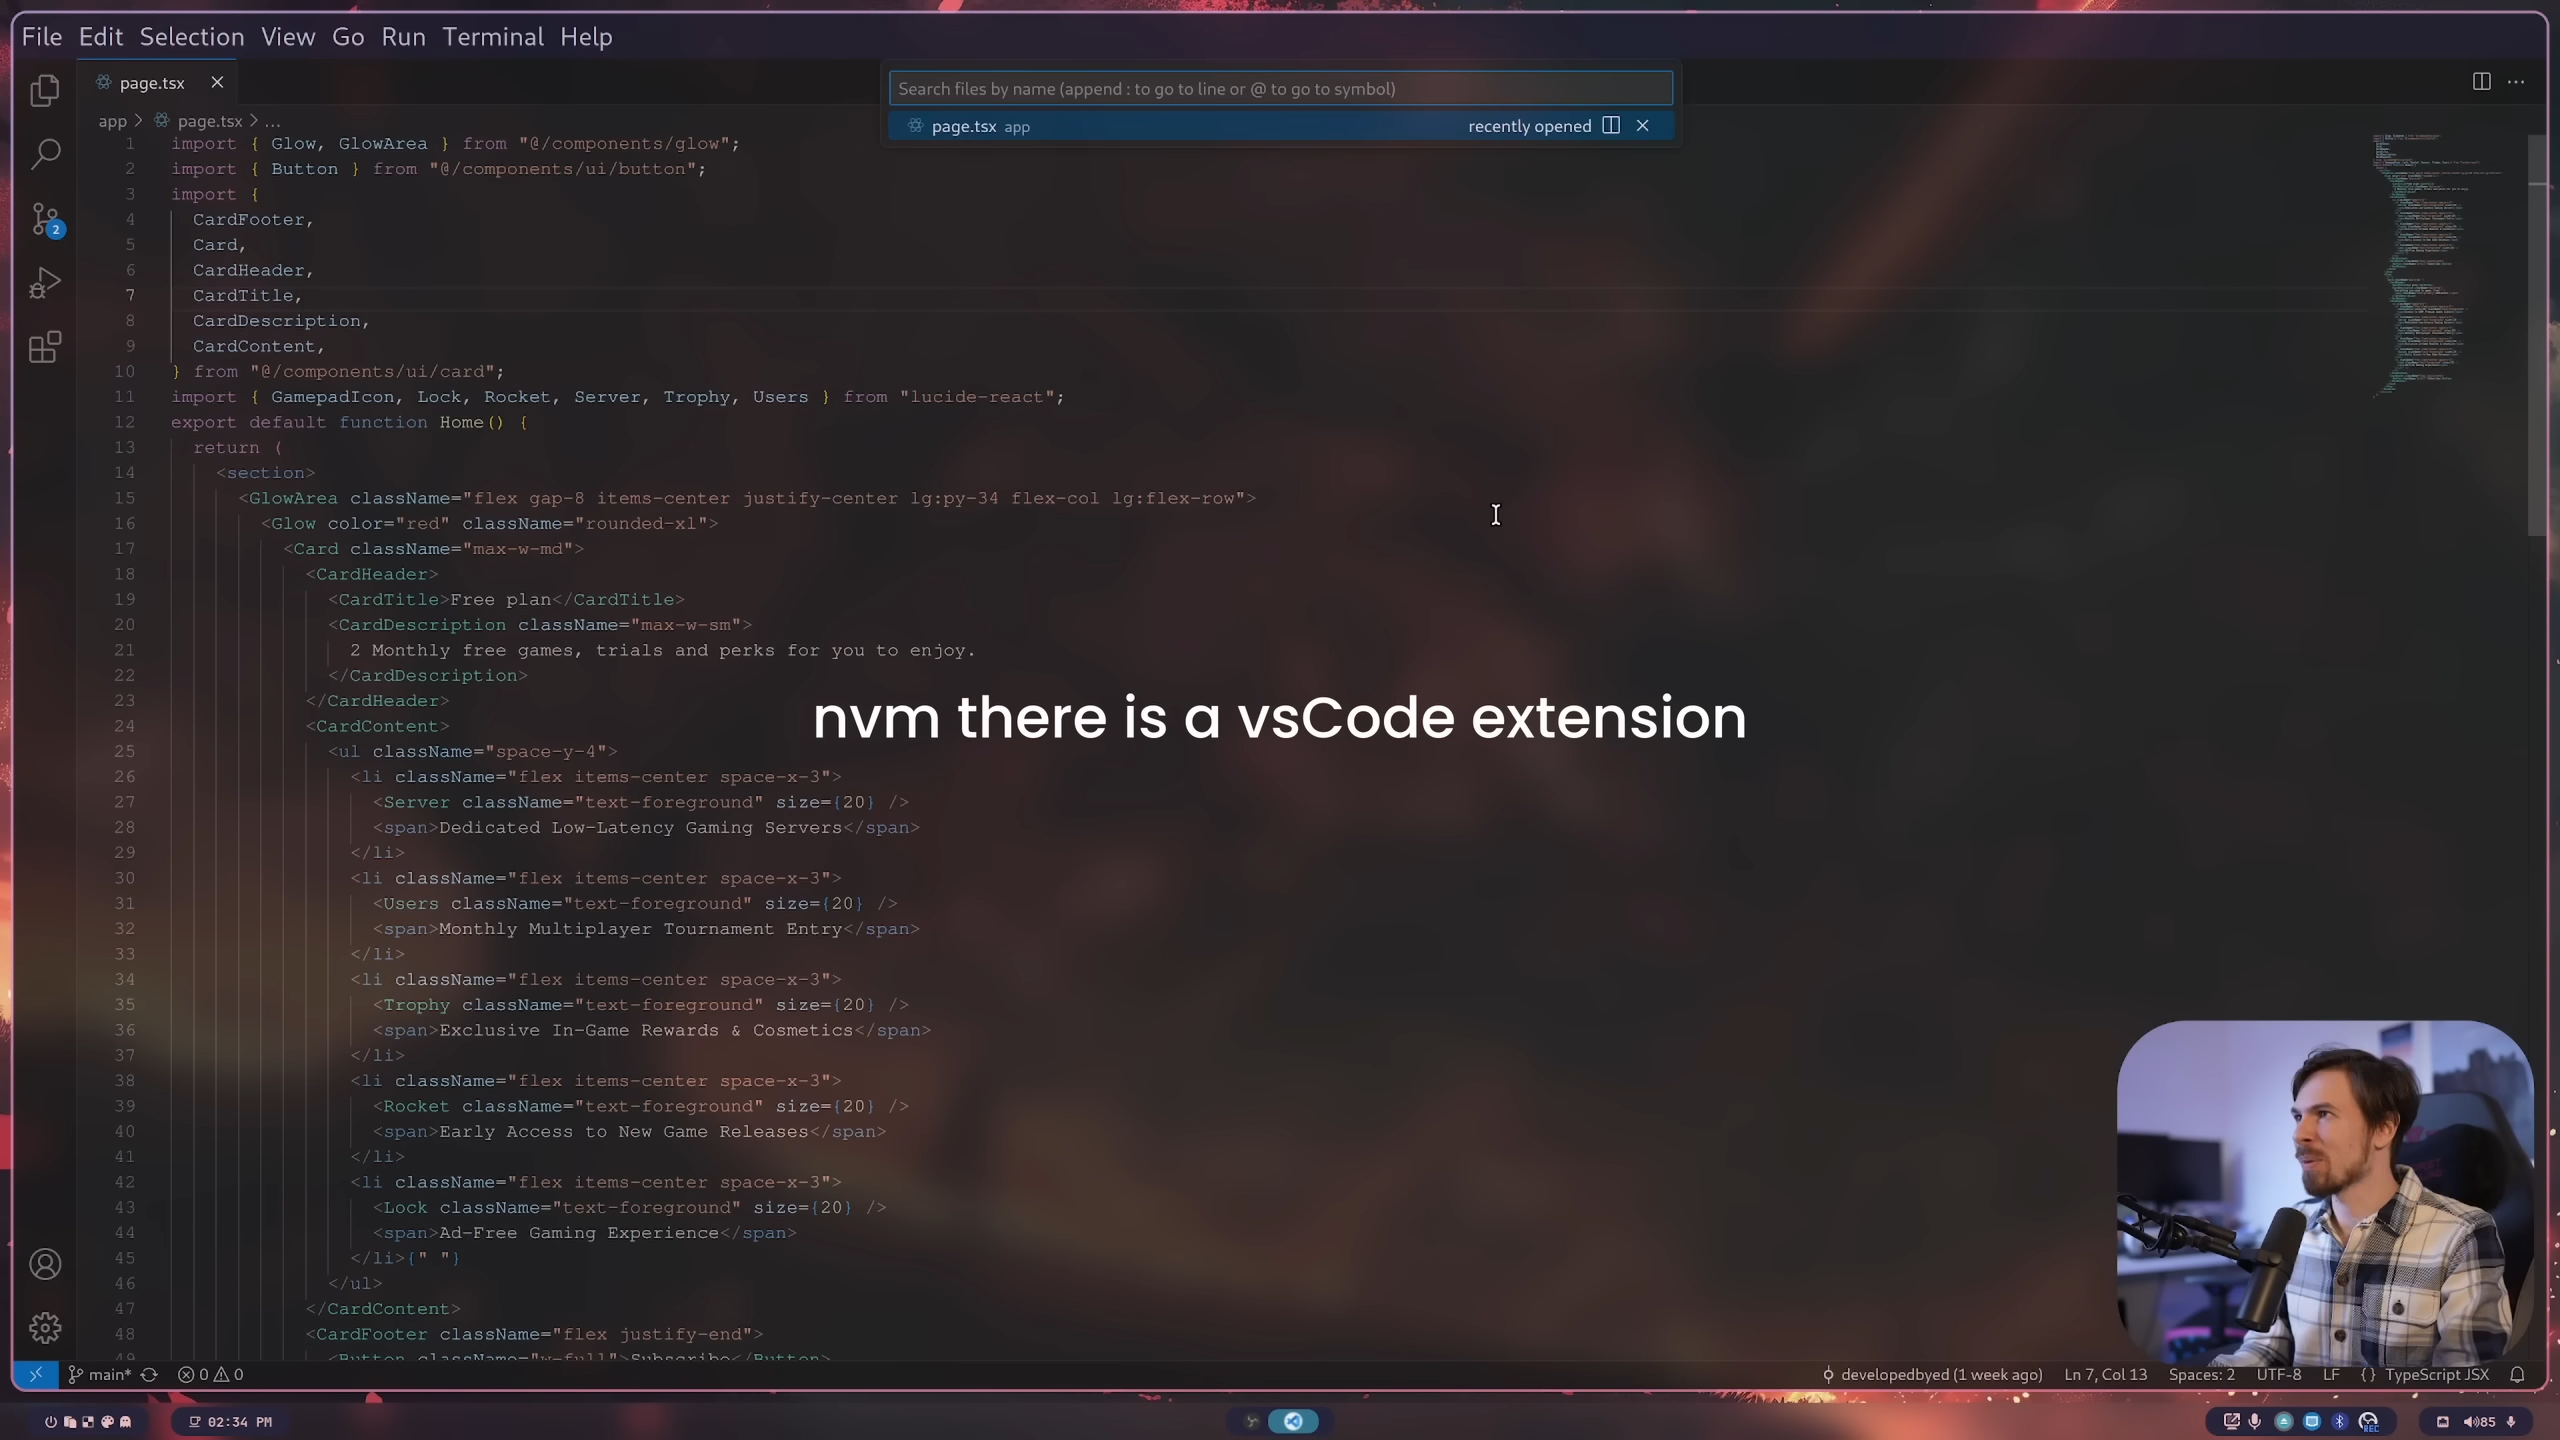 File Edit Selection View Go Run Terminal Help
page.tsx
Search files by name (append : to go to line or @ to go to symbol)
page.tsx app recently opened
app > page.tsx > ...
1 import { Glow, GlowArea } from "@/components/glow";
2 import { Button } from "@/components/ui/button";
3 import {
4 CardFooter,
5 Card,
6 CardHeader,
7 CardTitle,
8 CardDescription,
9 CardContent,
10 } from "@/components/ui/card";
11 import { GamepadIcon, Lock, Rocket, Server, Trophy, Users } from "lucide-react";
12 export default function Home() {
13 return (
14 <section>
15 <GlowArea className="flex gap-8 items-center justify-center lg:py-34 flex-col lg:flex-row">
16 <Glow color="red" className="rounded-xl">
17 <Card className="max-w-md">
18 <CardHeader>
19 <CardTitle>Free plan</CardTitle>
20 <CardDescription className="max-w-sm">
21 2 Monthly free games, trials and perks for you to enjoy.
22 </CardDescription>
23 </CardHeader>
24 <CardContent>
nvm there is a vsCode extension
25 <ul className="space-y-4">
26 <li className="flex items-center space-x-3">
27 <Server className="text-foreground" size={20} />
28 <span>Dedicated Low-Latency Gaming Servers</span>
29 </li>
30 <li className="flex items-center space-x-3">
31 <Users className="text-foreground" size={20} />
32 <span>Monthly Multiplayer Tournament Entry</span>
33 </li>
34 <li className="flex items-center space-x-3">
35 <Trophy className="text-foreground" size={20} />
36 <span>Exclusive In-Game Rewards & Cosmetics</span>
37 </li>
38 <li className="flex items-center space-x-3">
39 <Rocket className="text-foreground" size={20} />
40 <span>Early Access to New Game Releases</span>
41 </li>
42 <li className="flex items-center space-x-3">
43 <Lock className="text-foreground" size={20} />
44 <span>Ad-Free Gaming Experience</span>
45 </li>{" "}
46 </ul>
47 </CardContent>
48 <CardFooter className="flex justify-end">
49 <Button className="w-full">Subscribe</Button>
2
main* 0 0 developedbyed (1 week ago) Ln 7, Col 13 Spaces: 2 UTF-8 LF {} TypeScript JSX
02:34 PM REC 85